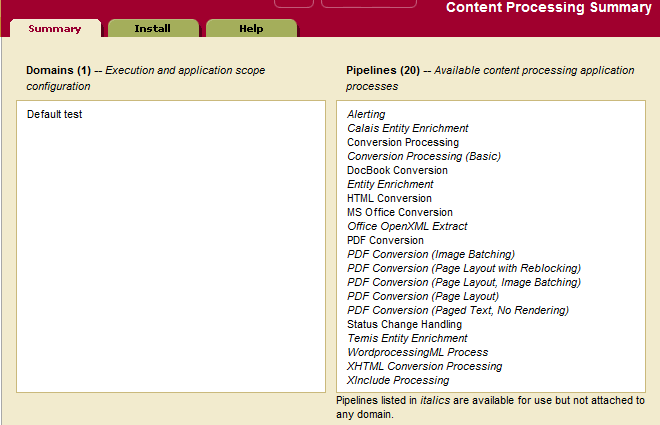 Content Processing Summary
Summary
Install
Help
Domains (1) -- Execution and application scope
configuration
Default test
Pipelines (20) -- Available content processing application
processes
Alerting
Calais Entity Enrichment
Conversion Processing
Conversion Processing (Basic)
DocBook Conversion
Entity Enrichment
HTML Conversion
MS Office Conversion
Office OpenXML Extract
PDF Conversion
PDF Conversion (Image Batching)
PDF Conversion (Page Layout with Reblocking)
PDF Conversion (Page Layout, Image Batching)
PDF Conversion (Page Layout)
PDF Conversion (Paged Text, No Rendering)
Status Change Handling
Temis Entity Enrichment
WordprocessingML Process
XHTML Conversion Processing
XInclude Processing
Pipelines listed in italics are available for use but not attached to
any domain.